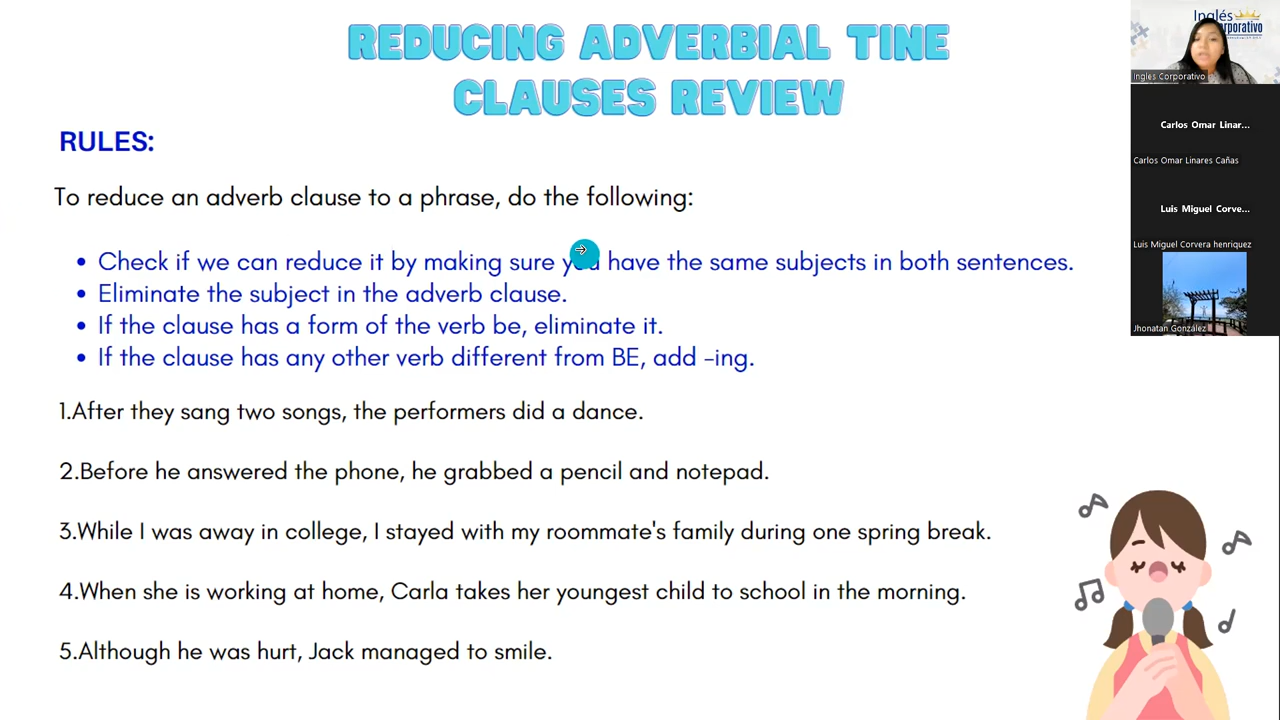 REDUCING ADVERBIAL TINE
CLAUSES REVIEW
RULES:
To reduce an adverb clause to a phrase, do the following:
Check if we can reduce it by making sure you have the same subjects in both sentences.
Eliminate the subject in the adverb clause.
If the clause has a form of the verb be, eliminate it.
If the clause has any other verb different from BE, add –ing.
1.After they sang two songs, the performers did a dance.
2.Before he answered the phone, he grabbed a pencil and notepad.
3.While I was away in college, I stayed with my roommate's family during one spring break.
4.When she is working at home, Carla takes her youngest child to school in the morning.
5.Although he was hurt, Jack managed to smile.
Inglés
Ingles Corporativo
Carlos Omar Linar...
Carlos Omar Linares Cañas
Luis Miguel Corve...
Luis Miguel Corvera henriquez
Jhonatan González